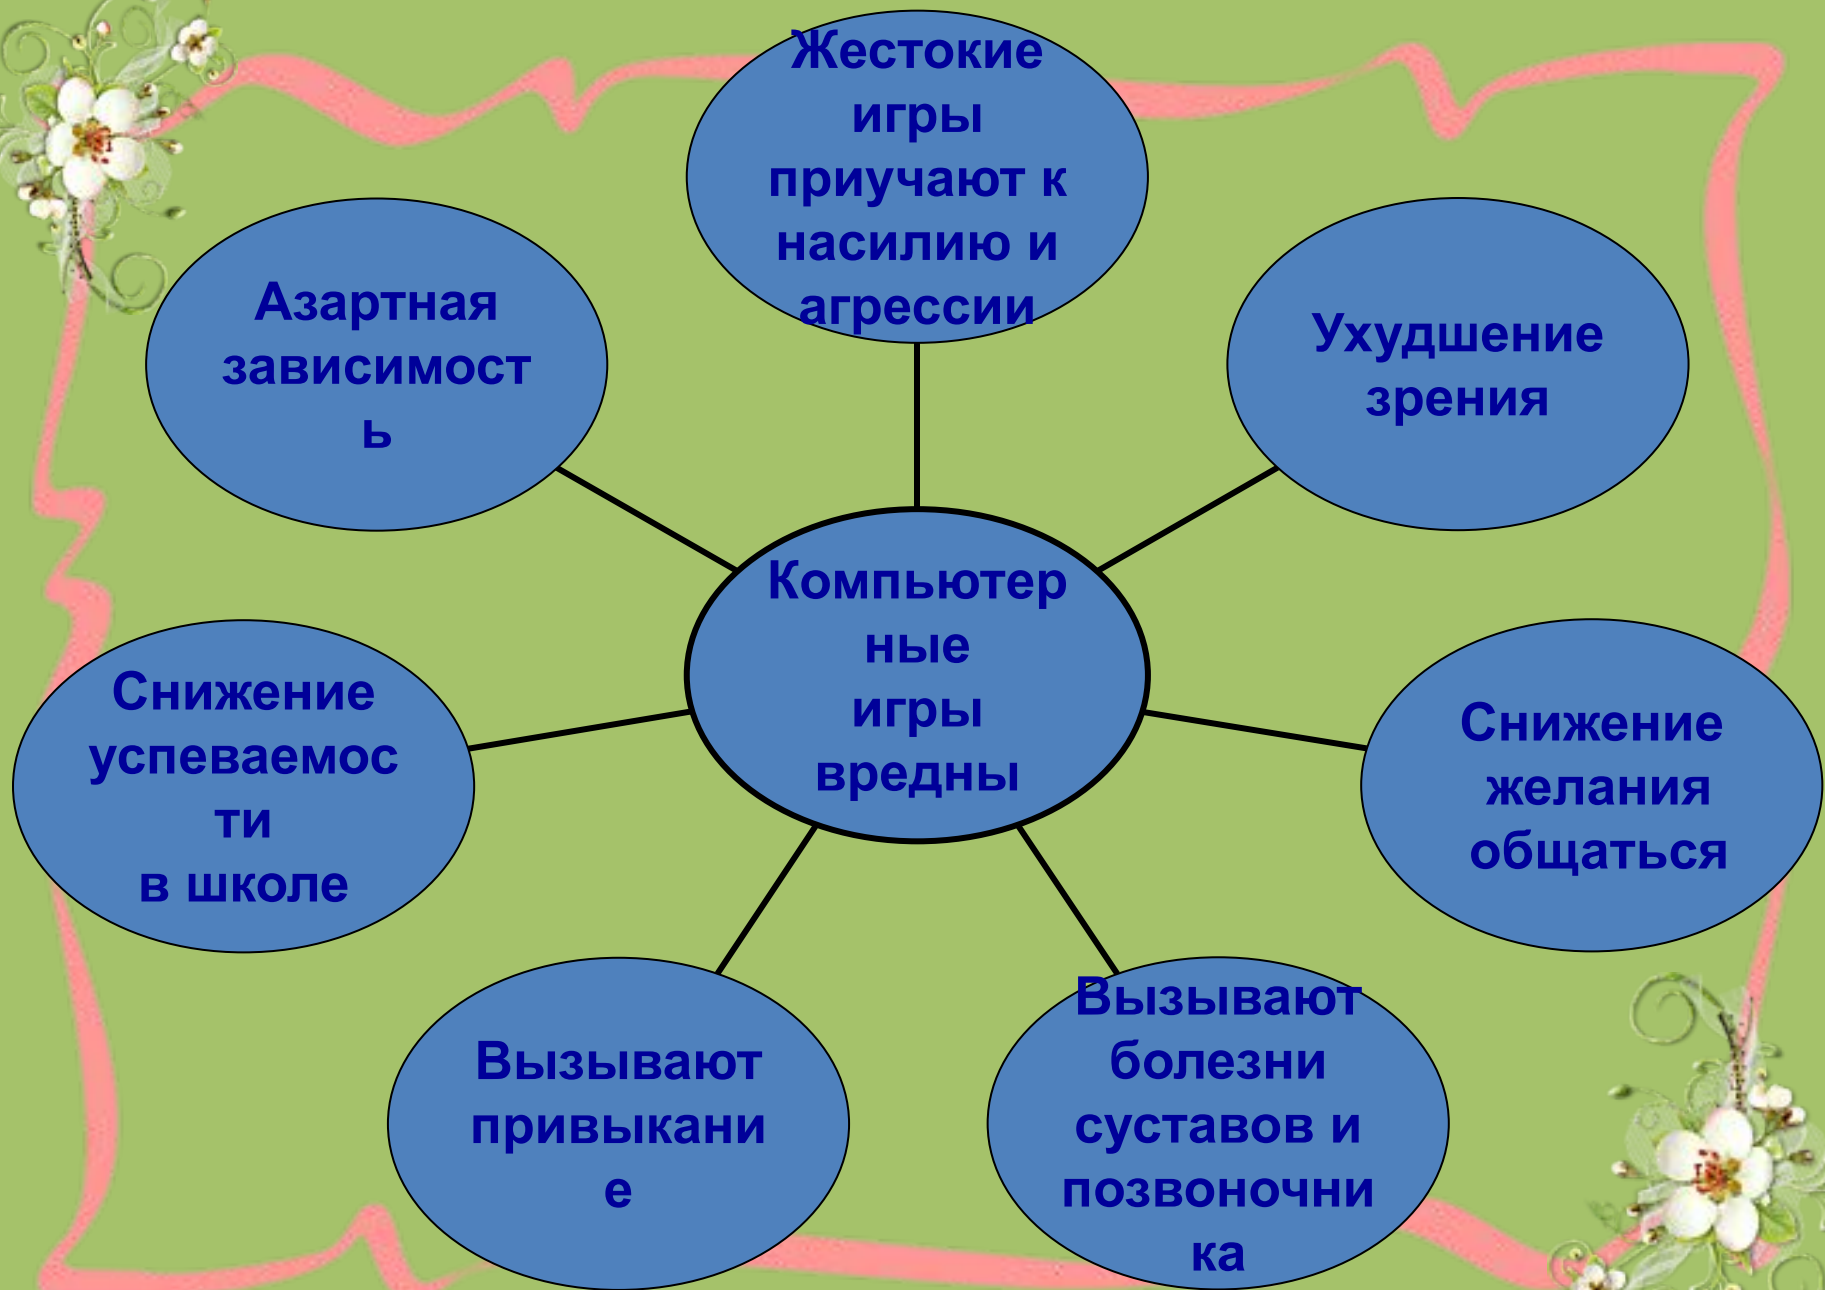 Жестокие
игры
приучают к
насилию и
агрессии
Азартная
зависимост
ь
Ухудшение
зрения
Компьютер
ные
игры
вредны
Снижение
успеваемос
ти
в школе
Снижение
желания
общаться
Вызывают
привыкани
е
Вызывают
болезни
суставов и
позвоночни
ка